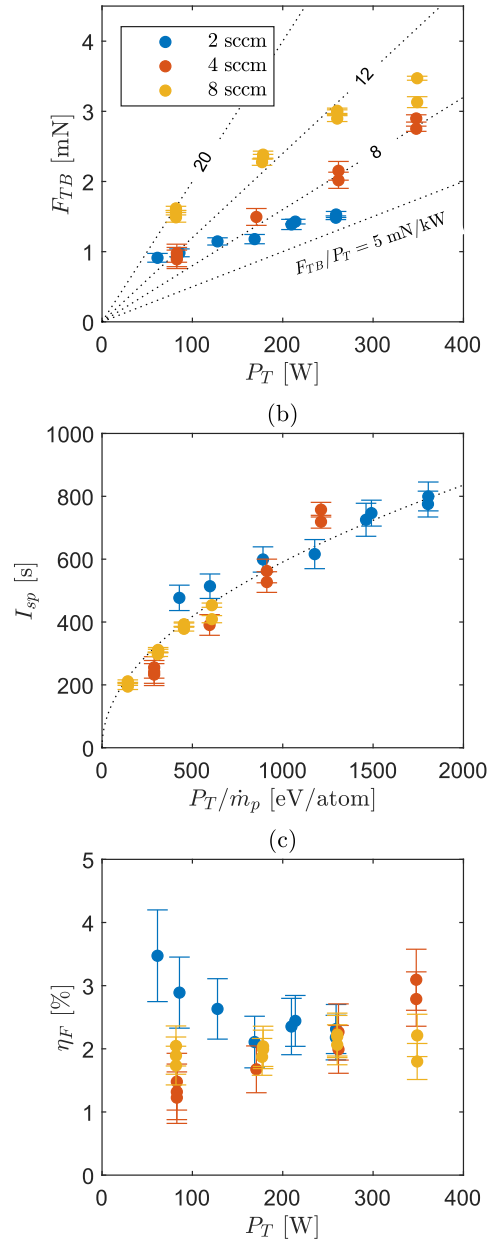 2 sccm
4 sccm
8 sccm
20
12
8
F_TB/P_T = 5 mN/kW
F_TB [mN]
4
3
2
1
0
0 100 200 300 400
P_T [W]
(b)
I_sp [s]
1000
800
600
400
200
0
0 500 1000 1500 2000
P_T/ṁ_p [eV/atom]
(c)
η_F [%]
5
4
3
2
1
0
0 100 200 300 400
P_T [W]